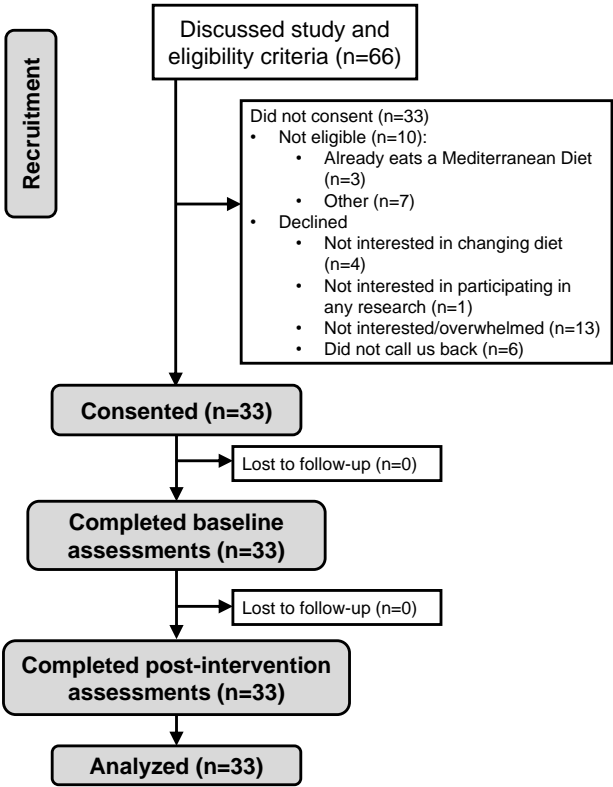 Discussed study and
eligibility criteria (n=66)
Recruitment
Did not consent (n=33)
• Not eligible (n=10):
• Already eats a Mediterranean Diet
(n=3)
• Other (n=7)
• Declined
• Not interested in changing diet
(n=4)
• Not interested in participating in
any research (n=1)
• Not interested/overwhelmed (n=13)
• Did not call us back (n=6)
Consented (n=33)
Lost to follow-up (n=0)
Completed baseline
assessments (n=33)
Lost to follow-up (n=0)
Completed post-intervention
assessments (n=33)
Analyzed (n=33)